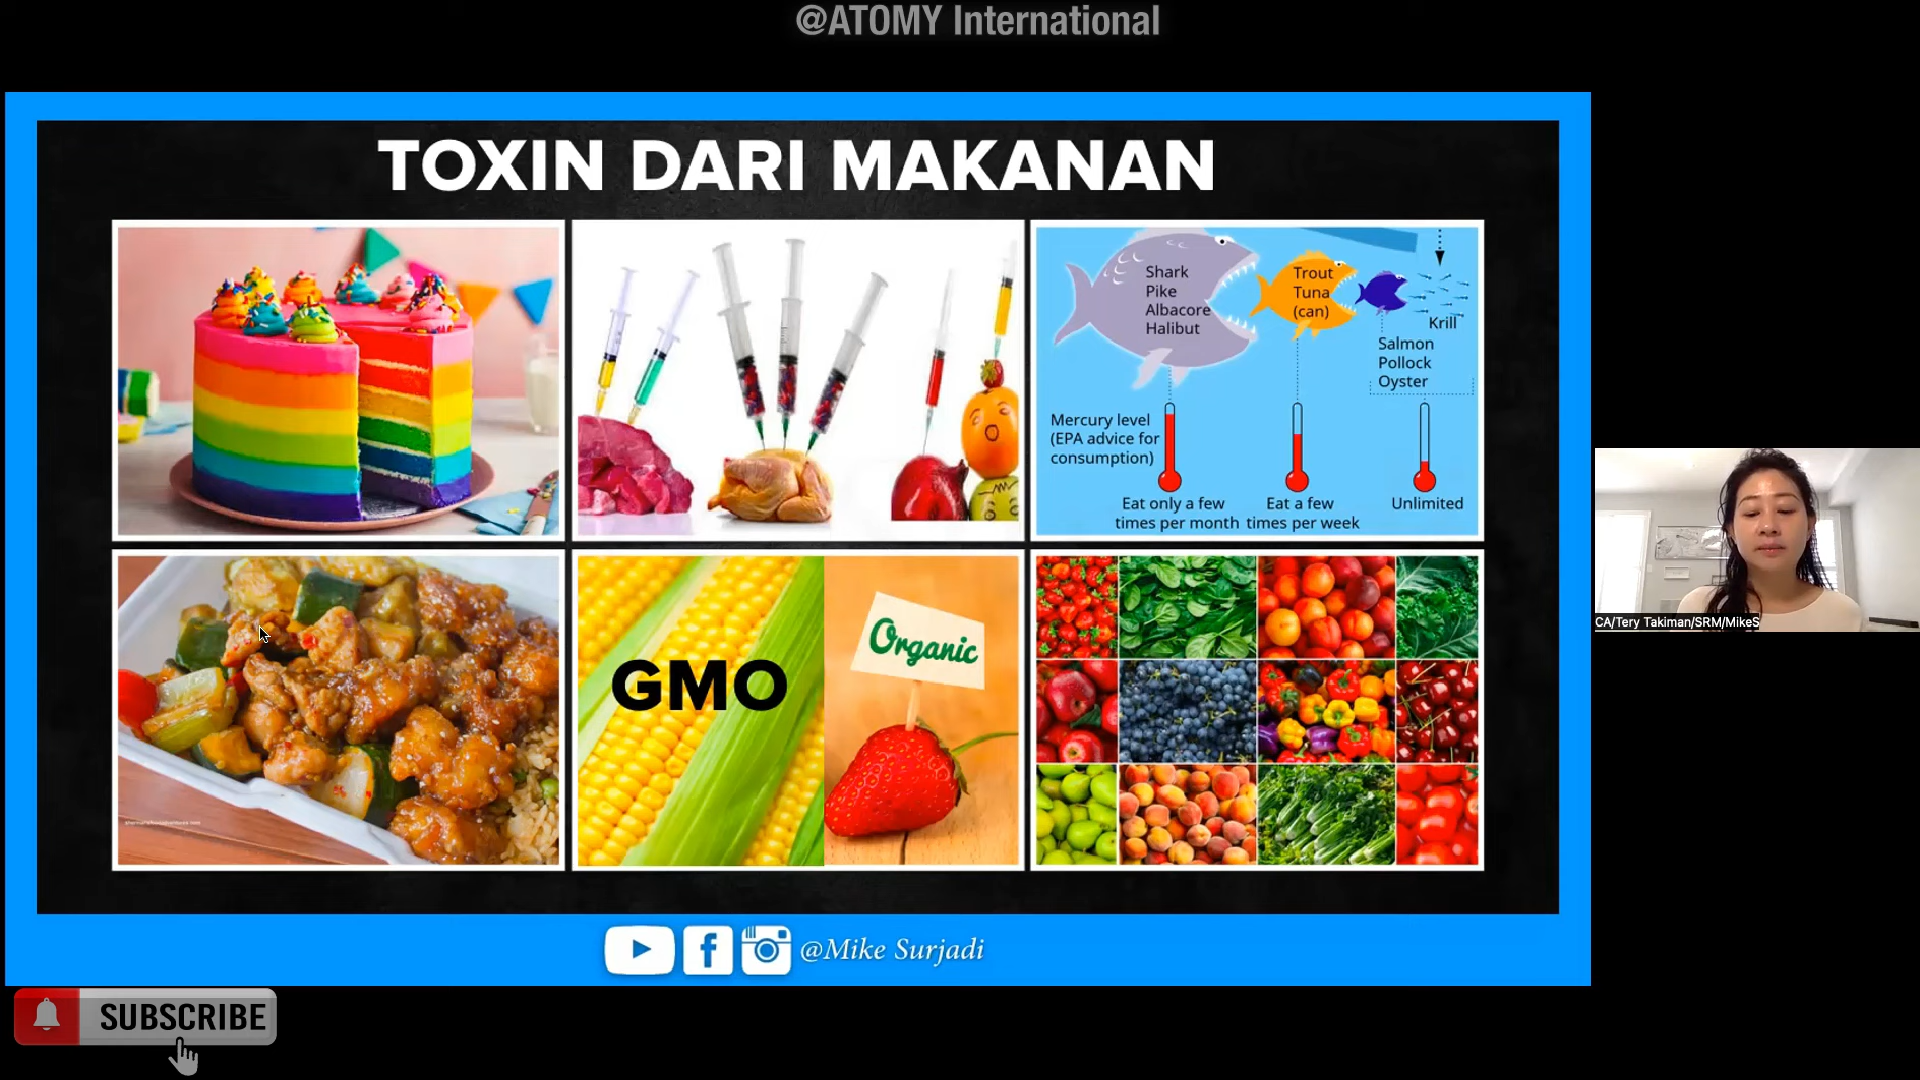 @ATOMY International
TOXIN DARI MAKANAN
Shark
Pike
Albacore
Halibut
Trout
Tuna
(can)
Krill
Salmon
Pollock
Oyster
Mercury level
(EPA advice for
consumption)
Eat only a few
times per month
Eat a few
times per week
Unlimited
GMO
Organic
CA/Tery Takiman/SRM/MikeS
@Mike Surjadi
SUBSCRIBE